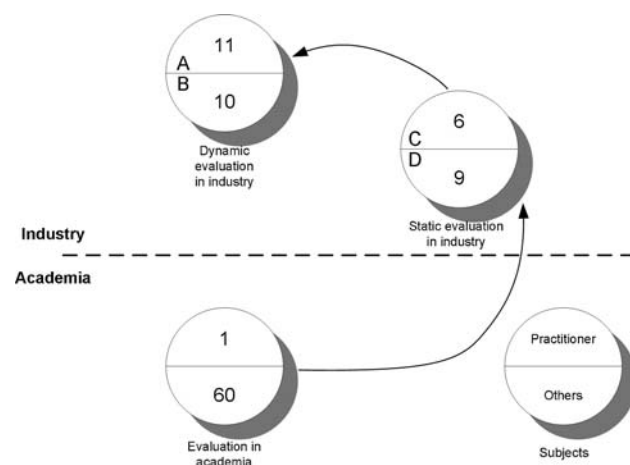 11
A
B
10
Dynamic
evaluation
in industry
6
C
D
9
Static evaluation
in industry
Industry
Academia
1
60
Evaluation in
academia
Practitioner
Others
Subjects